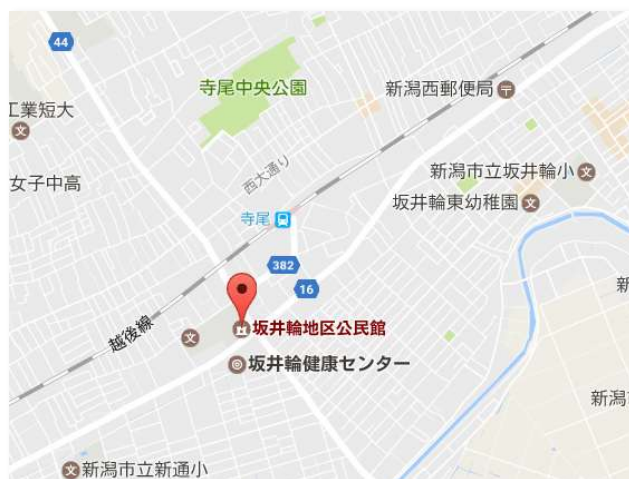 44
寺尾中央公園
新潟西郵便局
工業短大
西大通り
新潟市立坂井輪小
女子中高
坂井輪東幼稚園
寺尾
382
16
新
越後線
坂井輪地区公民館
坂井輪健康センター
新潟
新潟市立新通小